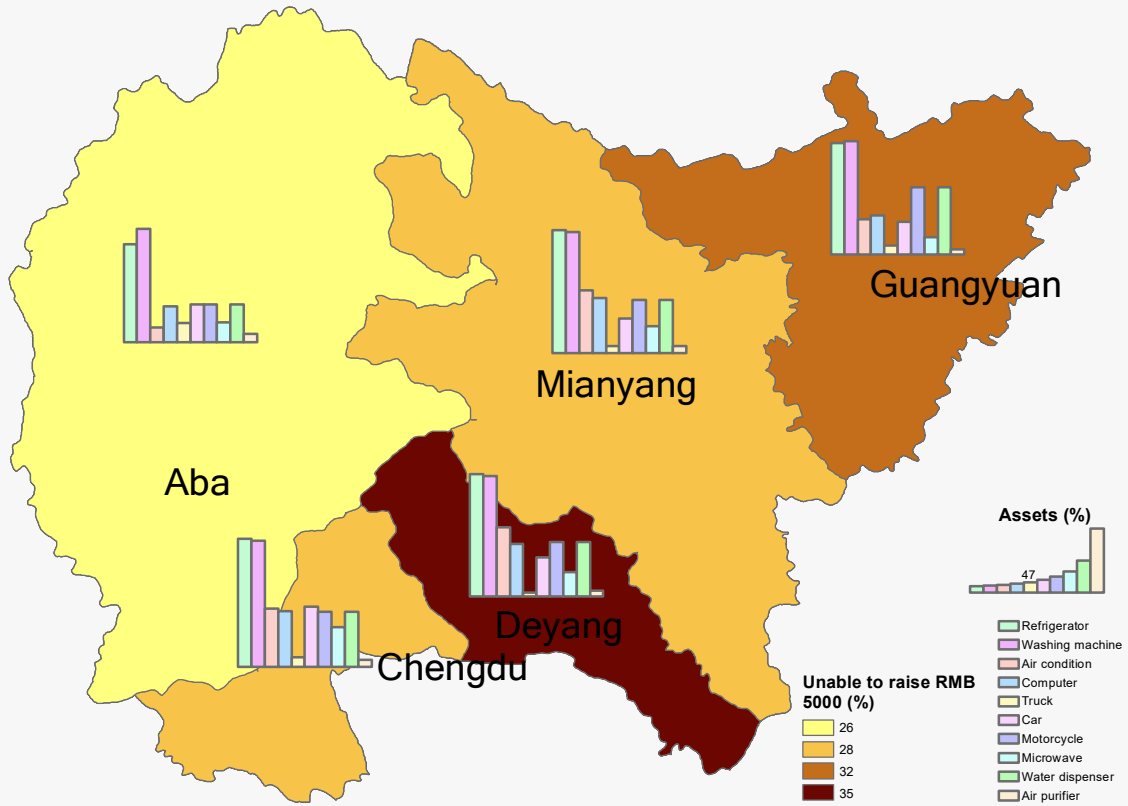 Guangyuan
Mianyang
Aba
Deyang
Chengdu
Assets (%)
47
Refrigerator
Washing machine
Air condition
Computer
Truck
Car
Motorcycle
Microwave
Water dispenser
Air purifier
Unable to raise RMB
5000 (%)
26
28
32
35